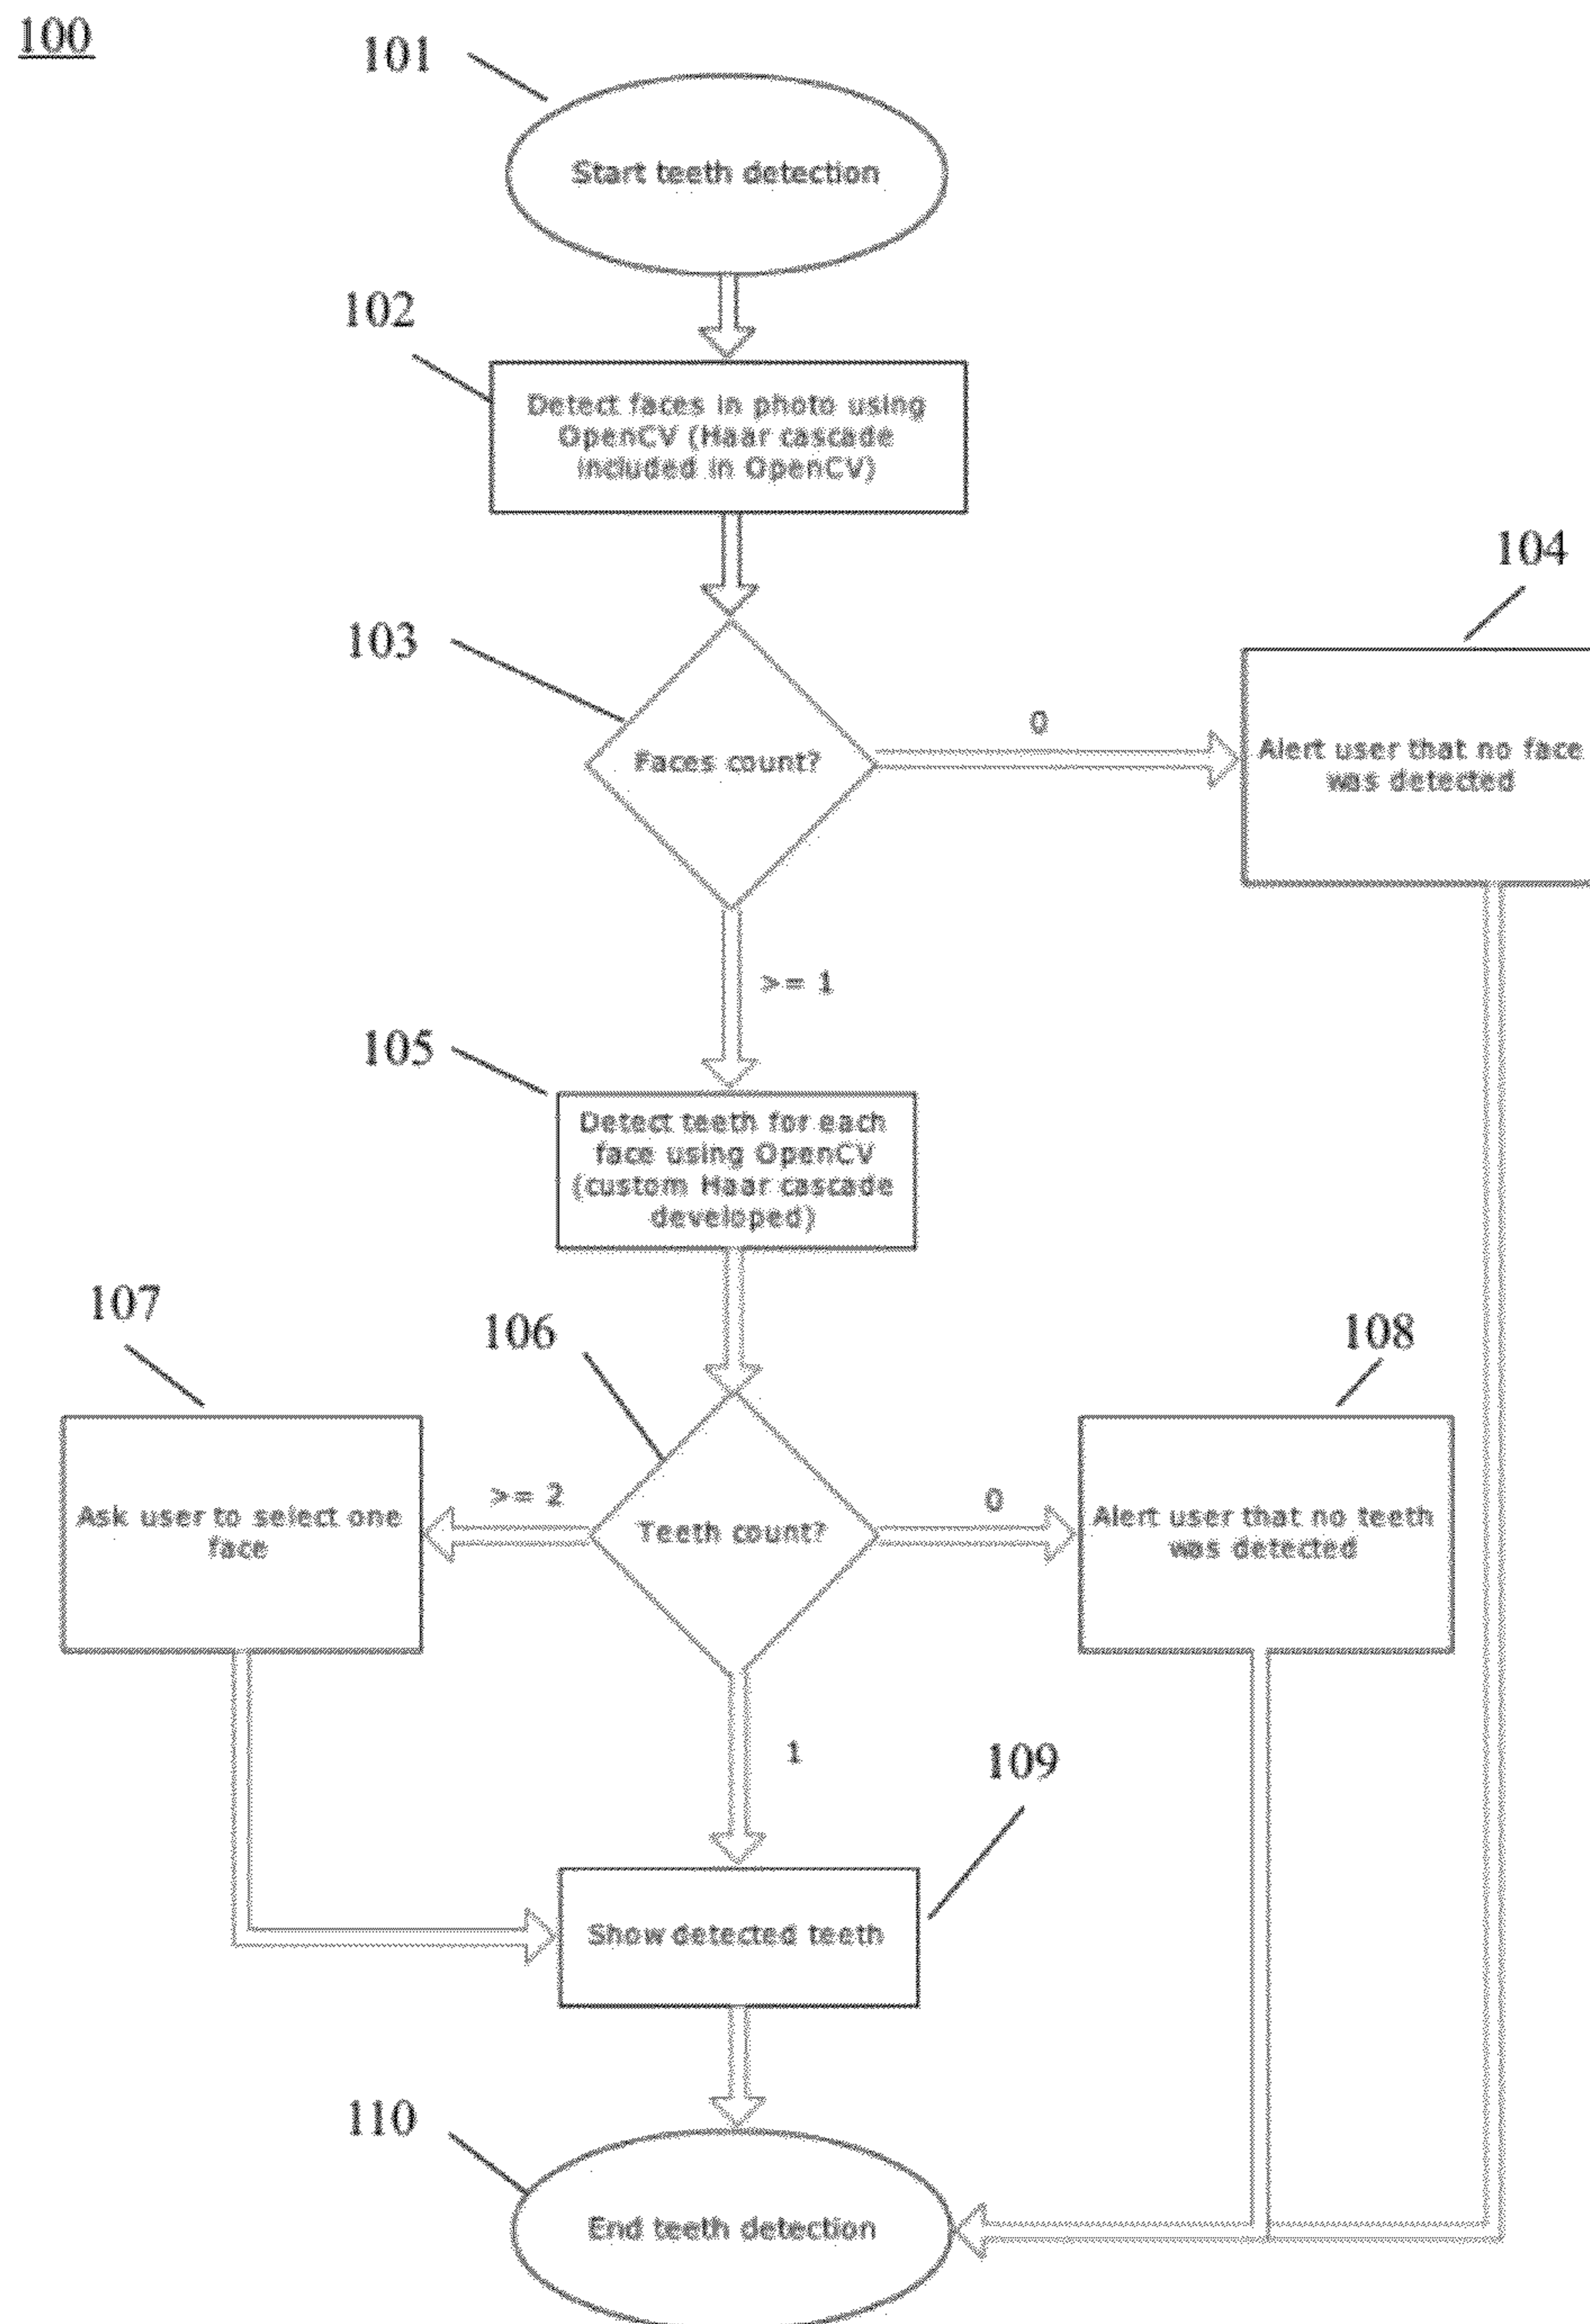 100
101
Start teeth detection
102
Detect faces in photo using
OpenCV (Haar cascade
included in OpenCV)
103
Faces count?
0
104
Alert user that no face
was detected
>= 1
105
Detect teeth for each
face using OpenCV
(custom Haar cascade
developed)
106
Teeth count?
>= 2
107
Ask user to select one
face
0
108
Alert user that no teeth
was detected
1
109
Show detected teeth
110
End teeth detection